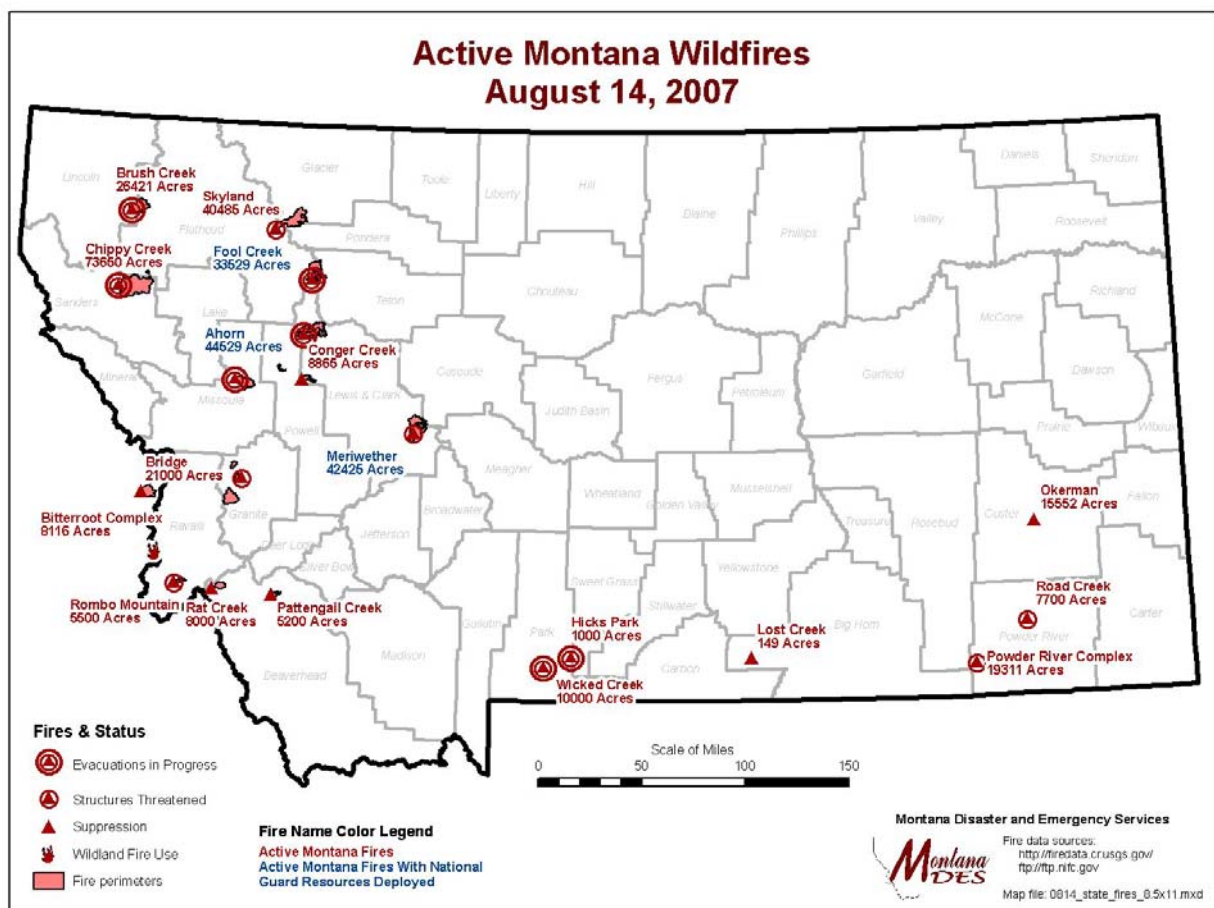 Active Montana Wildfires
August 14, 2007
Lincoln
Glacier
Toole
Liberty
Hill
Blaine
Phillips
Valley
Daniels
Sheridan
Roosevelt
Flathead
Pondera
Brush Creek
26421 Acres
Skyland
40485 Acres
Chippy Creek
73660 Acres
Fool Creek
33529 Acres
Sanders
Lake
Teton
Chouteau
Richland
McCone
Ahorn
44529 Acres
Conger Creek
8865 Acres
Mineral
Missoula
Lewis & Clark
Powell
Cascade
Fergus
Judith Basin
Petroleum
Garfield
Dawson
Prairie
Wibaux
Meriwether
42425 Acres
Bridge
21000 Acres
Bitterroot Complex
8116 Acres
Granite
Ravalli
Meagher
Wheatland
Golden Valley
Musselshell
Broadwater
Jefferson
Deer Lodge
Silver Bow
Treasure
Rosebud
Custer
Fallon
Okerman
15552 Acres
Rombo Mountain
5500 Acres
Rat Creek
8000 Acres
Pattengail Creek
5200 Acres
Sweet Grass
Yellowstone
Stillwater
Gallatin
Park
Madison
Beaverhead
Carbon
Big Horn
Hicks Park
1000 Acres
Wicked Creek
10000 Acres
Lost Creek
149 Acres
Road Creek
7700 Acres
Powder River
Carter
Powder River Complex
19311 Acres
Fires & Status
Evacuations in Progress
Structures Threatened
Suppression
Wildland Fire Use
Fire perimeters
Fire Name Color Legend
Active Montana Fires
Active Montana Fires With National
Guard Resources Deployed
Scale of Miles
0 50 100 150
Montana Disaster and Emergency Services
Montana
DES
Fire data sources:
http://firedata.cr.usgs.gov/
ftp://ftp.nifc.gov
Map file: 0814_state_fires_8.5x11.mxd